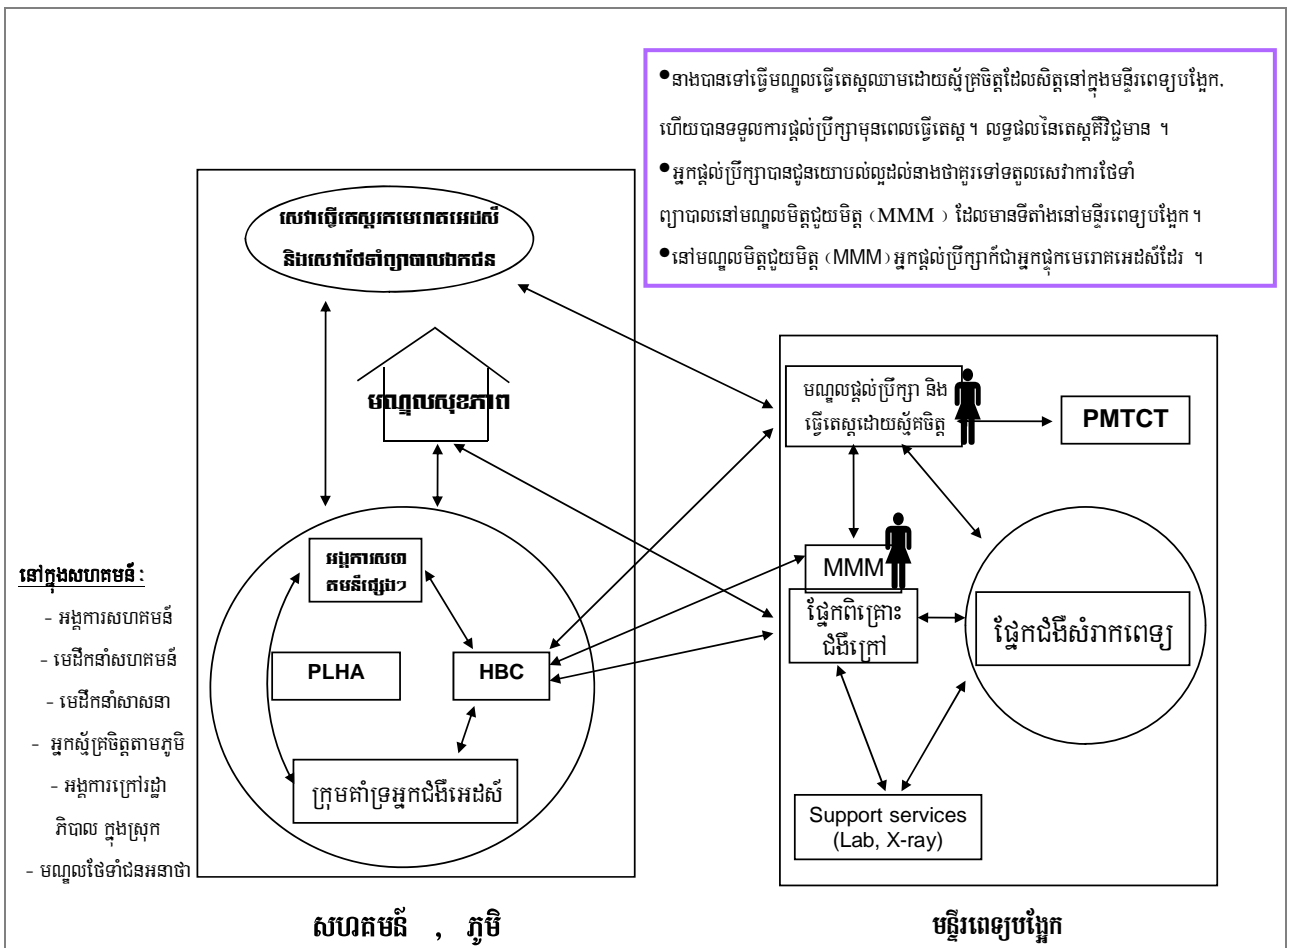 ●នាងបានទៅធ្វើមណ្ឌលធ្វើតេស្តឈាមដោយស្ម័គ្រចិត្តដែលសិតនៅក្នុងមន្ទីរពេទ្យបង្អែក,
ហើយបានទទួលការផ្តល់ប្រឹក្សាមុនពេលធ្វើតេស្ត។ លទ្ធផលនៃតេស្តគឺវិជ្ជមាន ។
●អ្នកផ្តល់ប្រឹក្សាបានជូនយោបល់ល្អដល់នាងថាគួរទៅទតួលសេវាការថែទាំ
ព្យាបាលនៅមណ្ឌលមិត្តជួយមិត្ត (MMM ) ដែលមានទីតាំងនៅមន្ទីរពេទ្យបង្អែក។
●នៅមណ្ឌលមិត្តជួយមិត្ត (MMM)អ្នកផ្តល់ប្រឹក្សាក៍ជាអ្នកផ្ទុកមេរោគអេដស៍ដែរ ។
សេវាធ្វើតេស្តរកមេរោគអេដស៍
និងសេវាថែទាំព្យាបាលឯកជន
មណ្ឌលសុខភាព
មណ្ឌលផ្តល់ប្រឹក្សា និង
ធ្វើតេស្តដោយស្ម័គចិត្ត
PMTCT
អង្គការសហ
គមន៍ផ្សេងៗ
MMM
ផ្នែកពិគ្រោះ
ជំងឺក្រៅ
ផ្នែកជំងឺសំរាកពេទ្យ
PLHA
HBC
ក្រុមគាំទ្រអ្នកជំងឺអេដស៍
Support services
(Lab, X-ray)
នៅក្នុងសហគមន៍:
- អង្គការសហគមន៍
- មេដឹកនាំសហគមន៍
- មេដឹកនាំសាសនា
- អ្នកស្ម័គ្រចិត្តតាមភូមិ
- អង្គការក្រៅរដ្ឋា
ភិបាល ក្នុងស្រុក
- មណ្ឌលថែទាំជនអនាថា
សហគមន៍ , ភូមិ
មន្ទីរពេទ្យបង្អែក